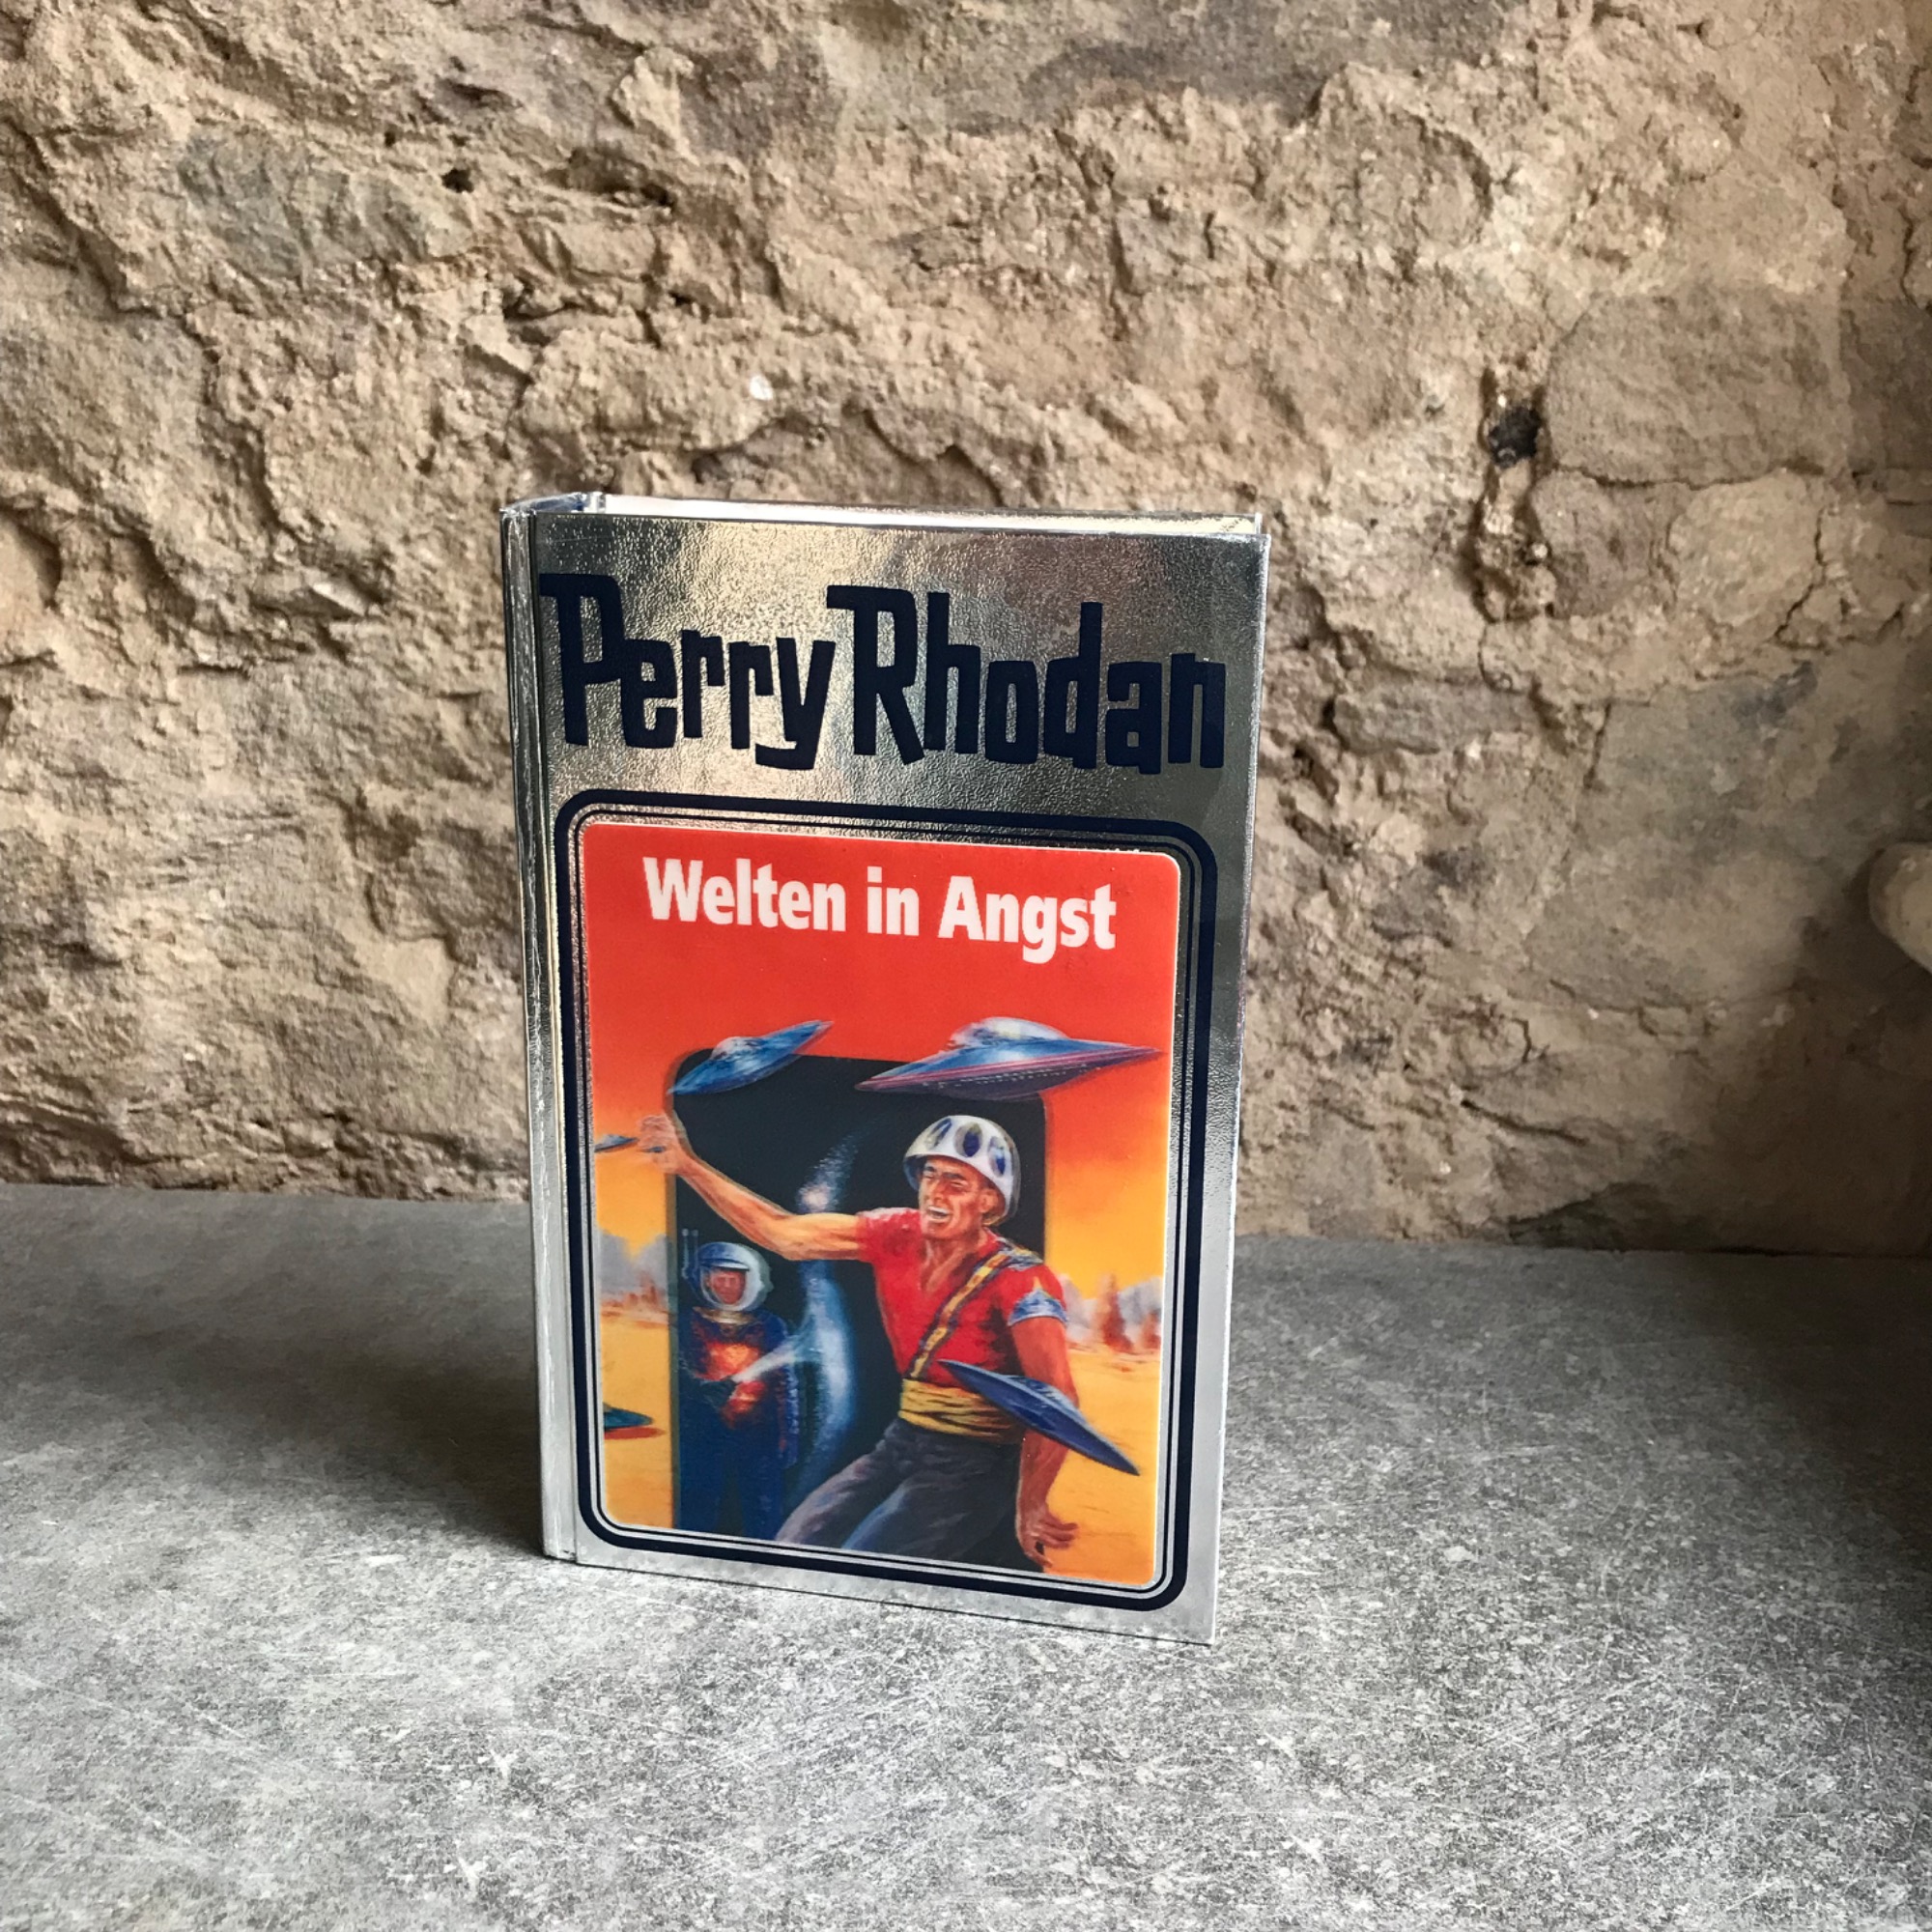 Perry Rhodan
Welten in Angst